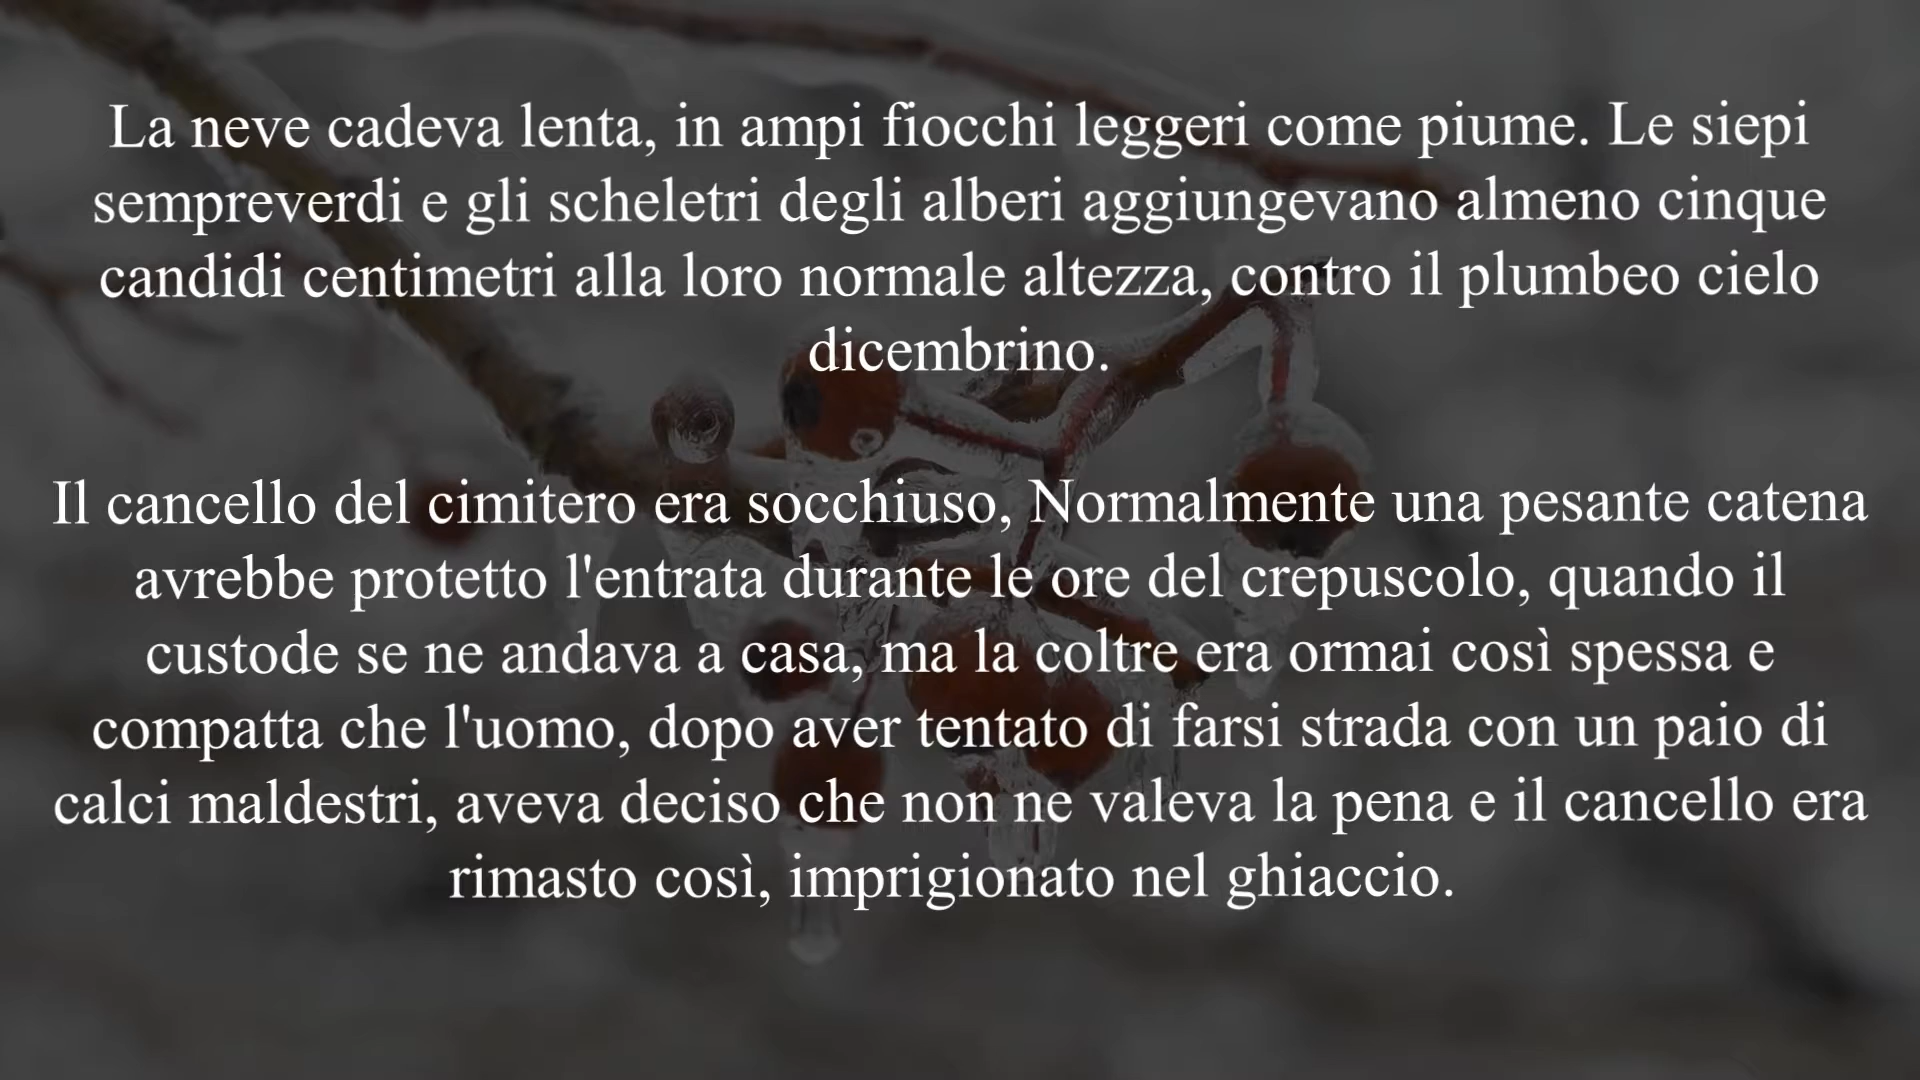 La neve cadeva lenta, in ampi fiocchi leggeri come piume. Le siepi
sempreverdi e gli scheletri degli alberi aggiungevano almeno cinque
candidi centimetri alla loro normale altezza, contro il plumbeo cielo
dicembrino.
Il cancello del cimitero era socchiuso, Normalmente una pesante catena
avrebbe protetto l'entrata durante le ore del crepuscolo, quando il
custode se ne andava a casa, ma la coltre era ormai così spessa e
compatta che l'uomo, dopo aver tentato di farsi strada con un paio di
calci maldestri, aveva deciso che non ne valeva la pena e il cancello era
rimasto così, imprigionato nel ghiaccio.